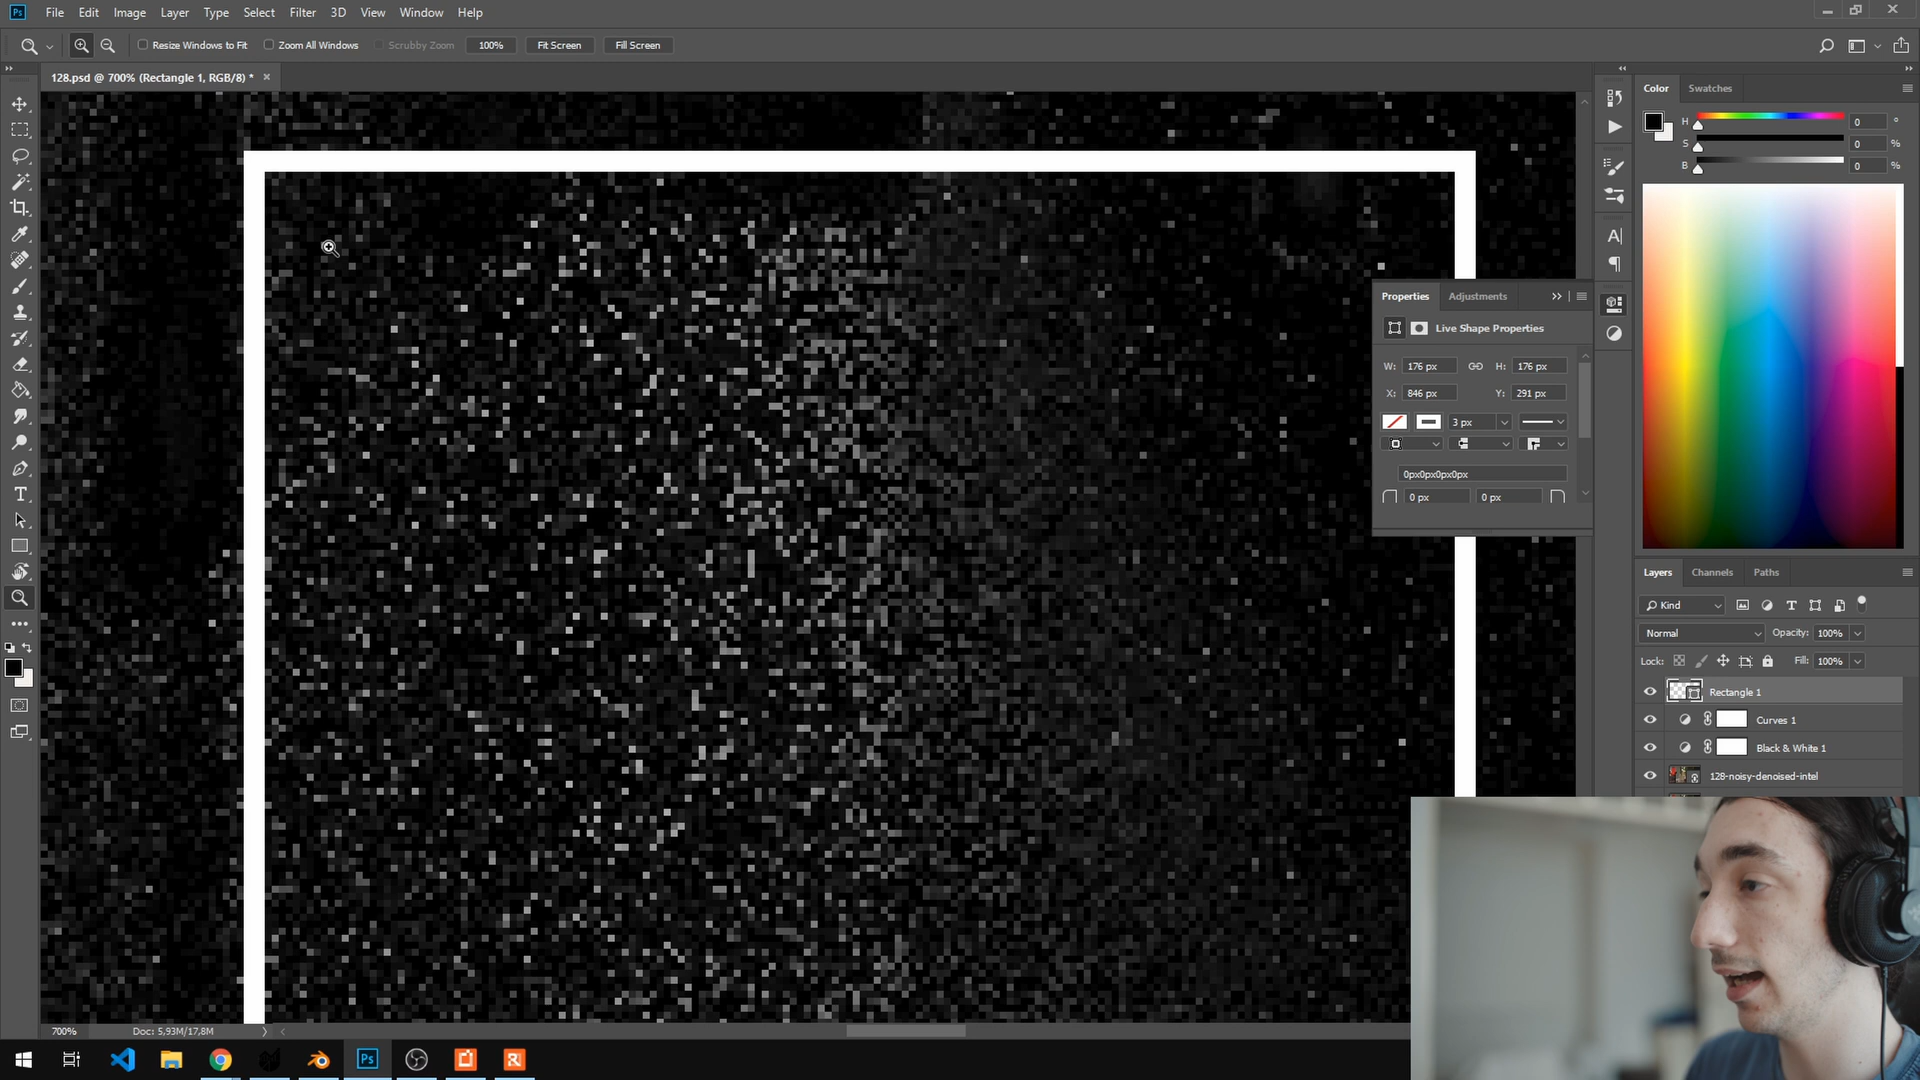 Ps File Edit Image Layer Type Select Filter 3D View Window Help
Resize Windows to Fit Zoom All Windows Scrubby Zoom 100% Fit Screen Fill Screen
128.psd @ 700% (Rectangle 1, RGB/8) *
Color Swatches
H 0 °
S 0 %
B 0 %
Properties Adjustments
Live Shape Properties
W: 176 px H: 176 px
X: 846 px Y: 291 px
3 px
0px0px0px0px
0 px 0 px
Layers Channels Paths
Kind
Normal Opacity: 100%
Lock: Fill: 100%
Rectangle 1
Curves 1
Black & White 1
128-noisy-denoised-intel
700% Doc: 5,93M/17,8M
Ps